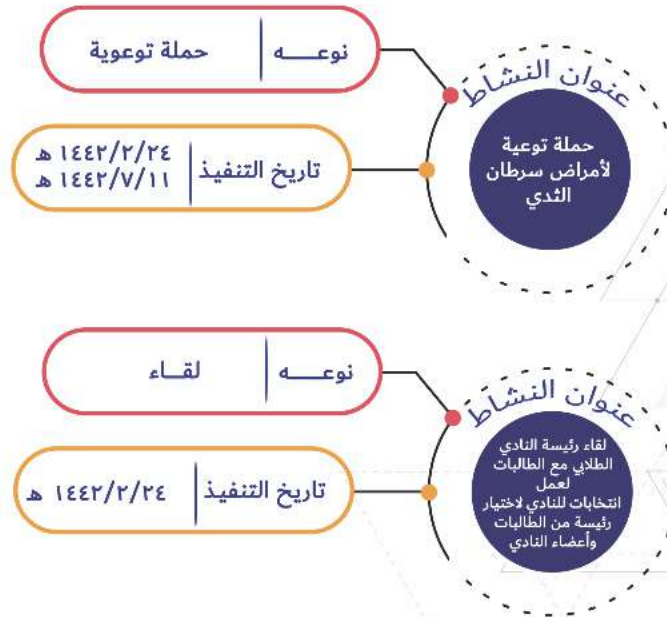 عنوان النشاط
حملة توعية
لأمراض سرطان
الثدي
نوعـــه
حملة توعوية
تاريخ التنفيذ
١٤٤٢/٢/٢٤ هـ
١٤٤٢/٧/١١ هـ
عنوان النشاط
لقاء رئيسة النادي
الطلابي مع الطالبات
لعمل
انتخابات للنادي لاختيار
رئيسة من الطالبات
وأعضاء النادي
نوعـــه
لقـــاء
تاريخ التنفيذ
١٤٤٢/٢/٢٤ هـ